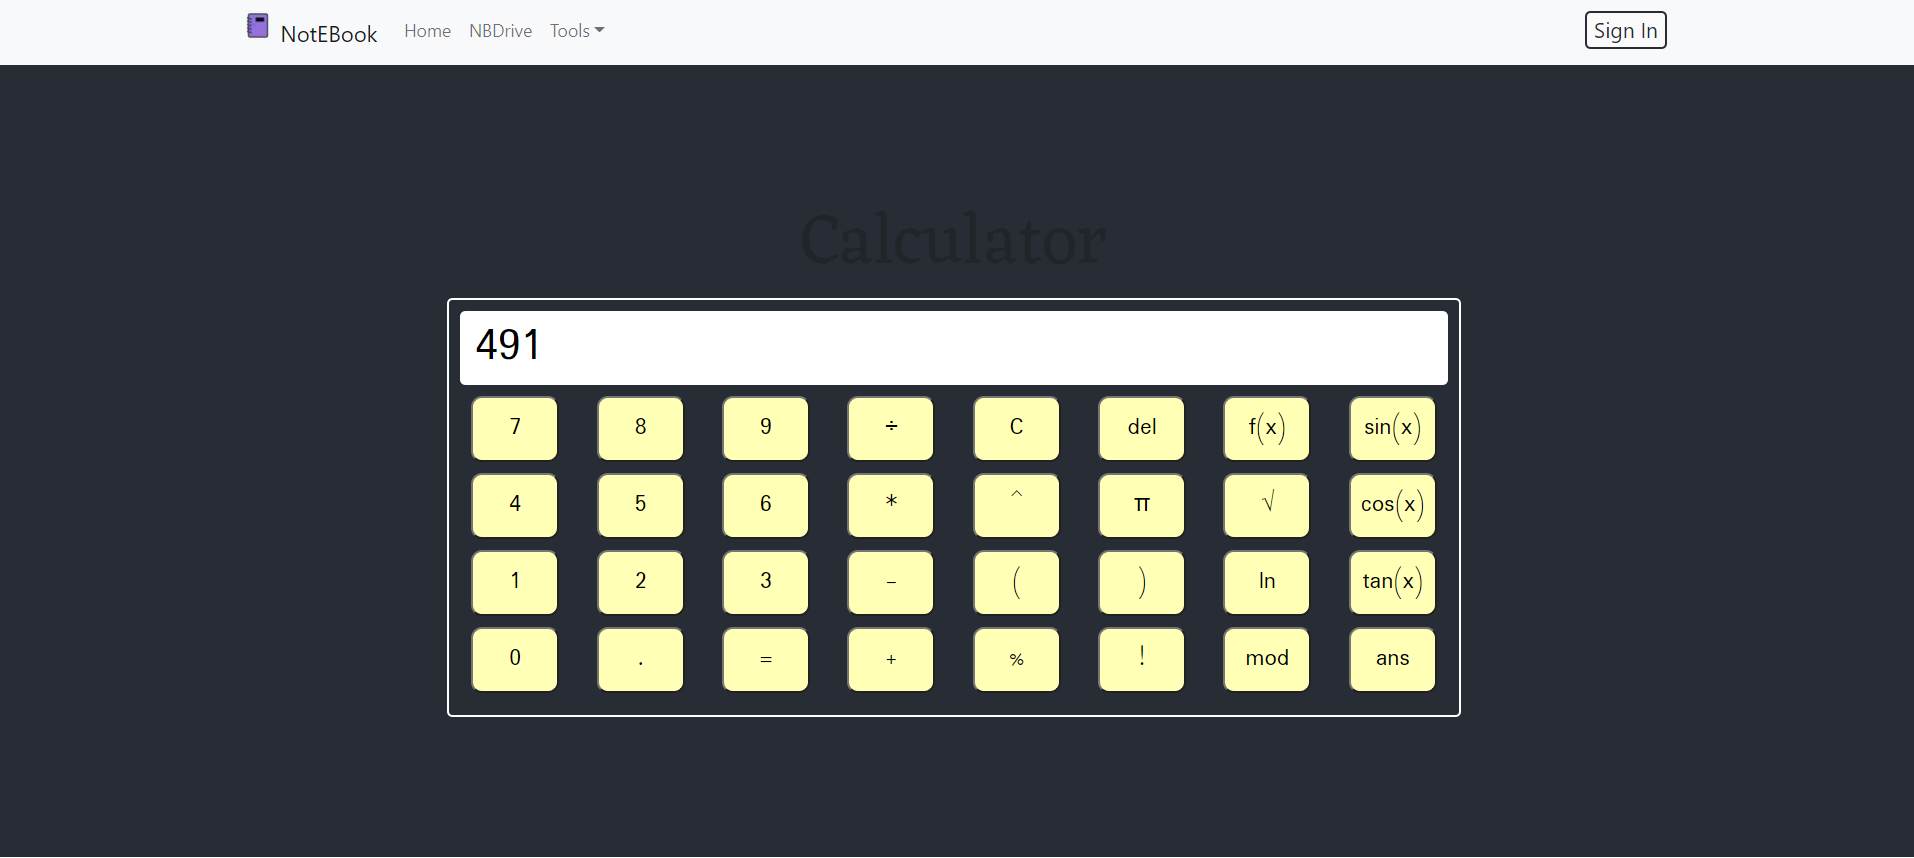 NotEBook Home NBDrive Tools Sign In
Calculator
491
7 8 9 ÷ C del f(x) sin(x)
4 5 6 * ^ π √ cos(x)
1 2 3 - ( ) ln tan(x)
0 . = + % ! mod ans